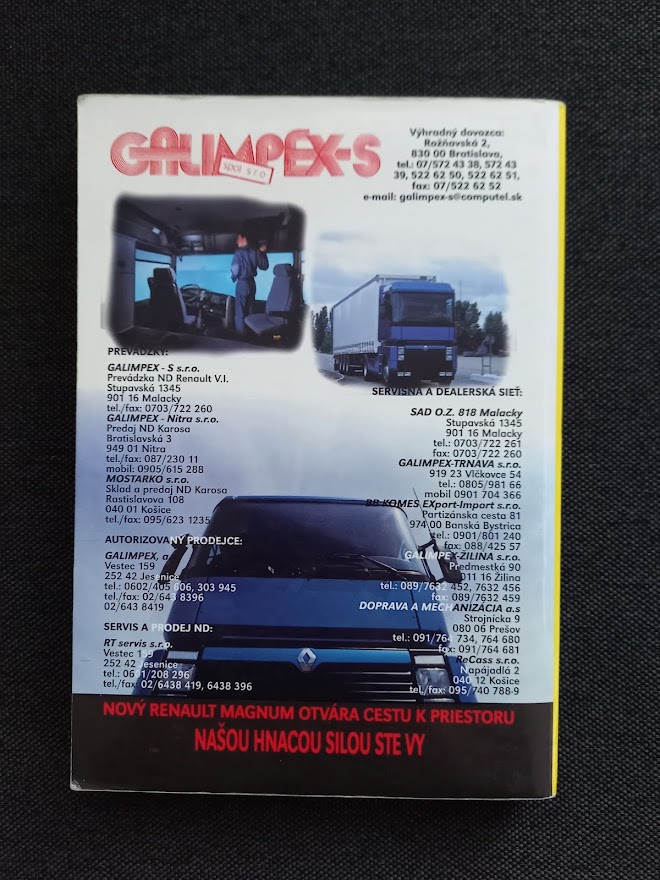 GALIMPEX-S
spol s r.o.
Výhradný dovozca:
Rožňavská 2,
830 00 Bratislava,
tel.: 07/572 43 38, 572 43
39, 522 62 50, 522 62 51,
fax: 07/522 62 52
e-mail: galimpex-s@computel.sk
PREVÁDZKY:
GALIMPEX - S s.r.o.
Prevádzka ND Renault V.I.
Stupavská 1345
901 16 Malacky
tel./fax: 0703/722 260
GALIMPEX - Nitra s.r.o.
Predaj ND Karosa
Bratislavská 3
949 01 Nitra
tel./fax: 087/230 11
mobil: 0905/615 288
MOSTARKO s.r.o.
Sklad a predaj ND Karosa
Rastislavova 108
040 01 Košice
tel./fax: 095/623 1235
AUTORIZOVANÝ PRODEJCE:
GALIMPEX, a
Vestec 159
252 42 Jesenice
tel.: 0602/405 606, 303 945
tel./fax: 02/643 8396
02/643 8419
SERVIS A PRODEJ ND:
RT servis s.r.o.
Vestec 159
252 42 Jesenice
tel.: 0601/208 296
tel./fax: 02/6438 419, 6438 396
SERVISNÁ A DEALERSKÁ SIEŤ:
SAD O.Z. 818 Malacky
Stupavská 1345
901 16 Malacky
tel.: 0703/722 261
fax: 0703/722 260
GALIMPEX-TRNAVA s.r.o.
919 23 Vlčkovce 54
tel.: 0805/981 66
mobil 0901 704 366
BB KOMES EXport-Import s.r.o.
Partizánska cesta 81
974 00 Banská Bystrica
tel.: 0901/801 240
fax: 088/425 57
GALIMPEX-ŽILINA s.r.o.
Predmestká 90
011 16 Žilina
tel.: 089/7632 452, 7632 456
fax: 089/7632 459
DOPRAVA A MECHANIZÁCIA a.s
Strojnícka 9
080 06 Prešov
tel.: 091/764 734, 764 680
fax: 091/764 681
ReCass s.r.o.
Napájadlá 2
040 12 Košice
tel./fax: 095/740 788-9
NOVÝ RENAULT MAGNUM OTVÁRA CESTU K PRIESTORU
NAŠOU HNACOU SILOU STE VY